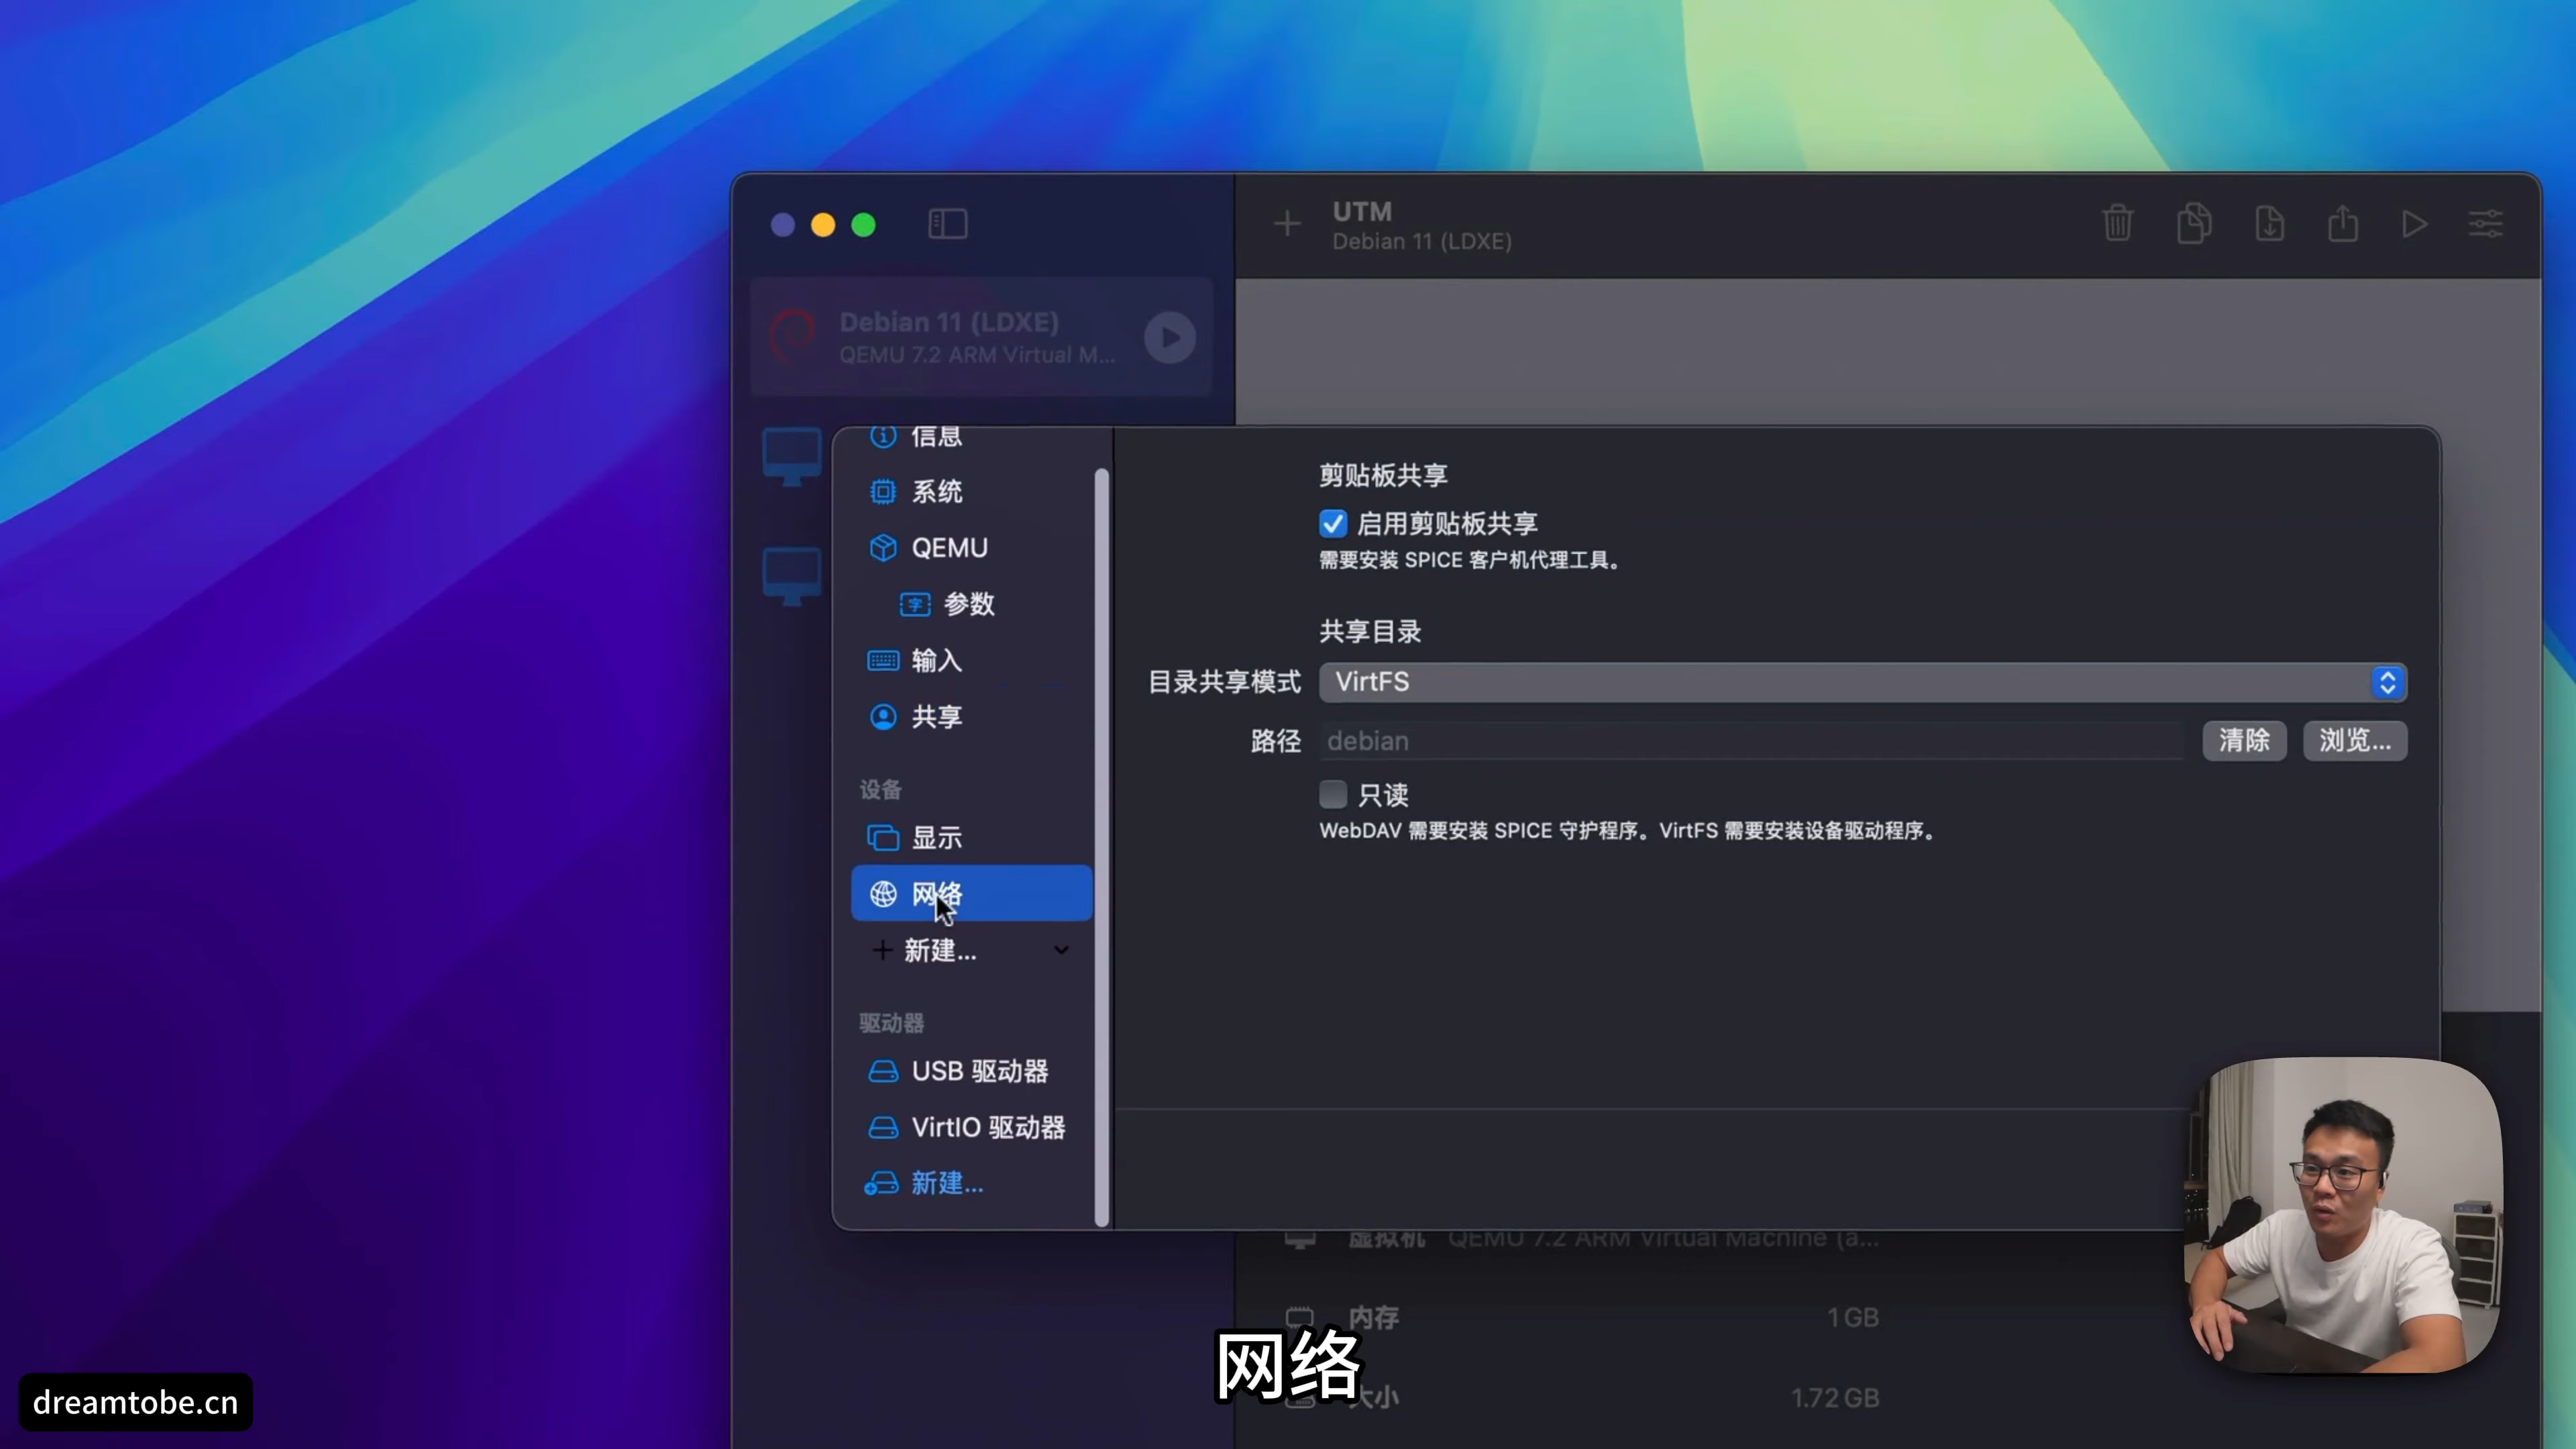 UTM
Debian 11 (LDXE)
Debian 11 (LDXE)
QEMU 7.2 ARM Virtual M...
信息
系统
QEMU
参数
输入
共享
设备
显示
网络
新建...
驱动器
USB 驱动器
VirtIO 驱动器
新建...
剪贴板共享
启用剪贴板共享
需要安装 SPICE 客户机代理工具。
共享目录
目录共享模式 VirtFS
路径 debian 清除 浏览...
只读
WebDAV 需要安装 SPICE 守护程序。VirtFS 需要安装设备驱动程序。
虚拟机 QEMU 7.2 ARM Virtual Machine (a...
内存 1 GB
大小 1.72 GB
网络
dreamtobe.cn